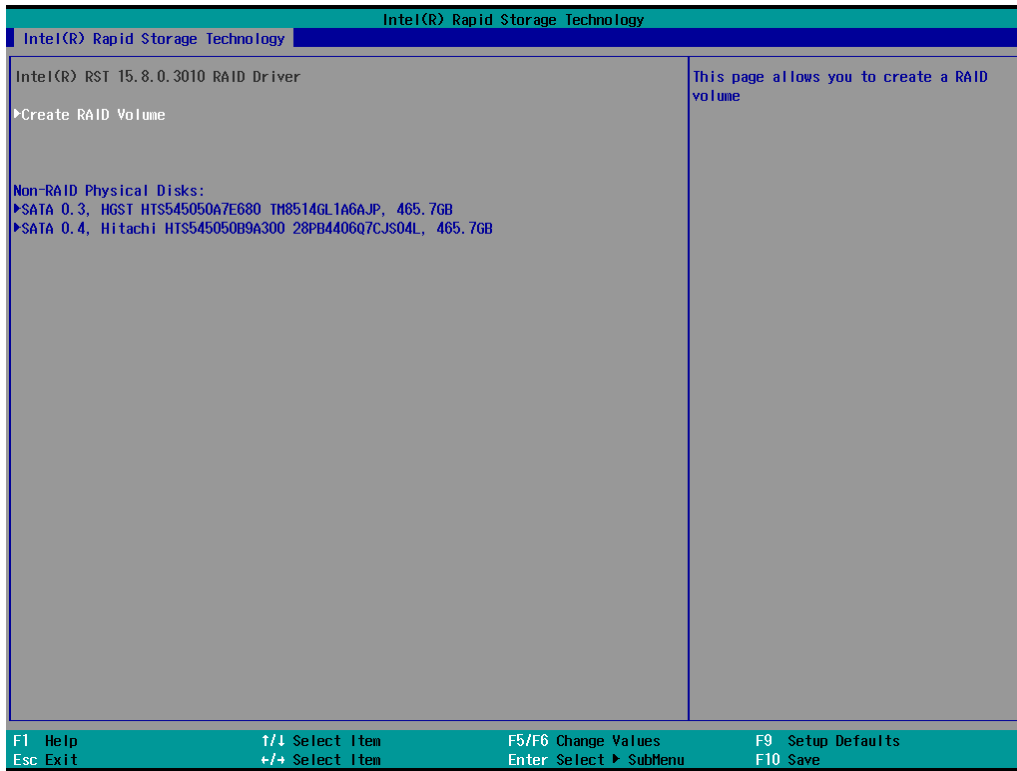 Intel(R) Rapid Storage Technology
Intel(R) Rapid Storage Technology
Intel(R) RST 15.8.0.3010 RAID Driver
▶Create RAID Volume
Non-RAID Physical Disks:
▶SATA 0.3, HGST HTS545050A7E680 TM8514GL1A6AJP, 465.7GB
▶SATA 0.4, Hitachi HTS545050B9A300 28PB4406Q7CJS04L, 465.7GB
This page allows you to create a RAID
volume
F1 Help ↑/↓ Select Item F5/F6 Change Values F9 Setup Defaults
Esc Exit ←/→ Select Item Enter Select ▶ SubMenu F10 Save